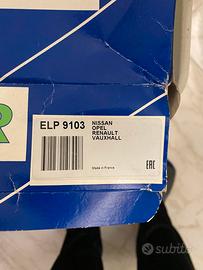 R
ELP 9103
NISSAN
OPEL
RENAULT
VAUXHALL
Made in France
EAC
subito